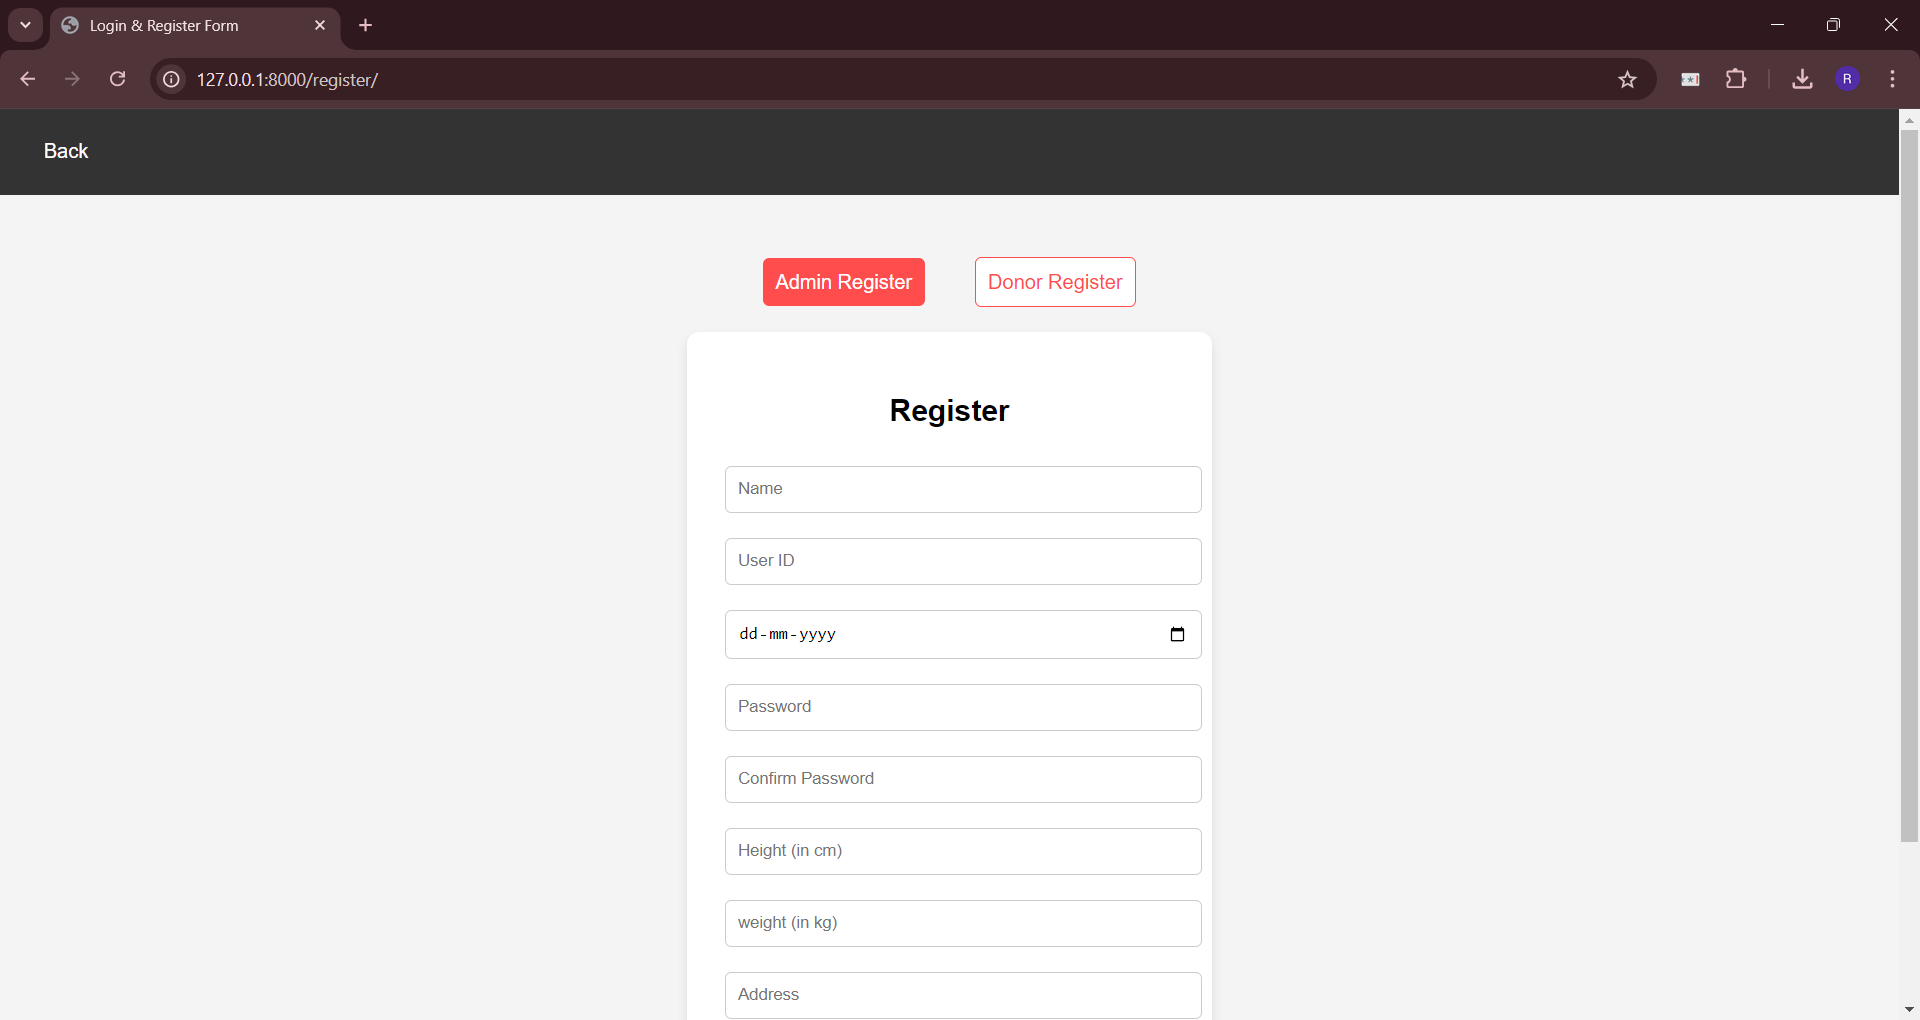 Login & Register Form
127.0.0.1:8000/register/
R
Back
Admin Register
Donor Register
Register
Name
User ID
dd-mm-yyyy
Password
Confirm Password
Height (in cm)
weight (in kg)
Address